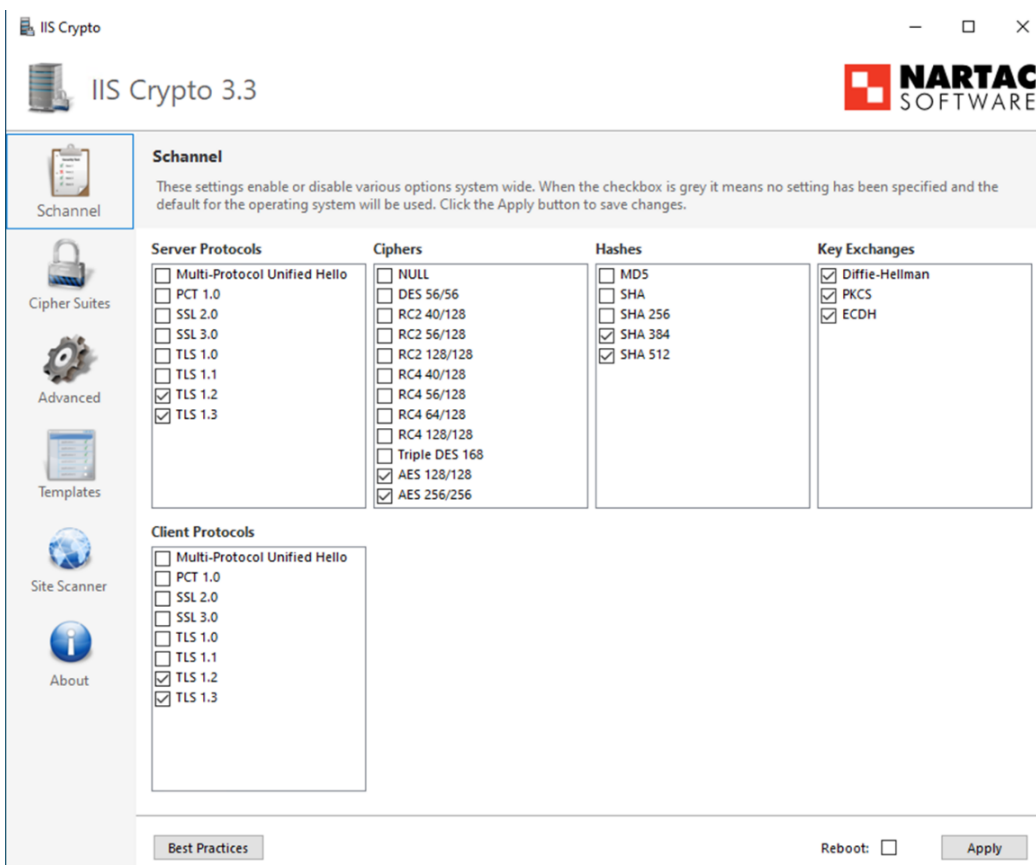 IIS Crypto
IIS Crypto 3.3
NARTAC
SOFTWARE
Schannel
Cipher Suites
Advanced
Templates
Site Scanner
About
Schannel
These settings enable or disable various options system wide. When the checkbox is grey it means no setting has been specified and the
default for the operating system will be used. Click the Apply button to save changes.
Server Protocols
Multi-Protocol Unified Hello
PCT 1.0
SSL 2.0
SSL 3.0
TLS 1.0
TLS 1.1
TLS 1.2
TLS 1.3
Ciphers
NULL
DES 56/56
RC2 40/128
RC2 56/128
RC2 128/128
RC4 40/128
RC4 56/128
RC4 64/128
RC4 128/128
Triple DES 168
AES 128/128
AES 256/256
Hashes
MD5
SHA
SHA 256
SHA 384
SHA 512
Key Exchanges
Diffie-Hellman
PKCS
ECDH
Client Protocols
Multi-Protocol Unified Hello
PCT 1.0
SSL 2.0
SSL 3.0
TLS 1.0
TLS 1.1
TLS 1.2
TLS 1.3
Best Practices
Reboot:
Apply